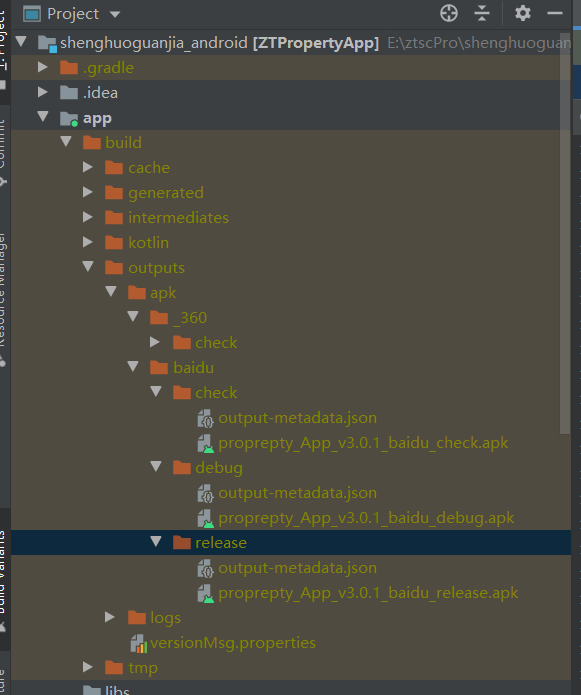 Project
shenghuoguanjia_android [ZTPropertyApp] E:\ztscPro\shenghuoguan
.gradle
.idea
app
build
cache
generated
intermediates
kotlin
outputs
apk
_360
check
baidu
check
output-metadata.json
proprepty_App_v3.0.1_baidu_check.apk
debug
output-metadata.json
proprepty_App_v3.0.1_baidu_debug.apk
release
output-metadata.json
proprepty_App_v3.0.1_baidu_release.apk
logs
versionMsg.properties
tmp
libs
Project
Commit
Resource Manager
Build Variants